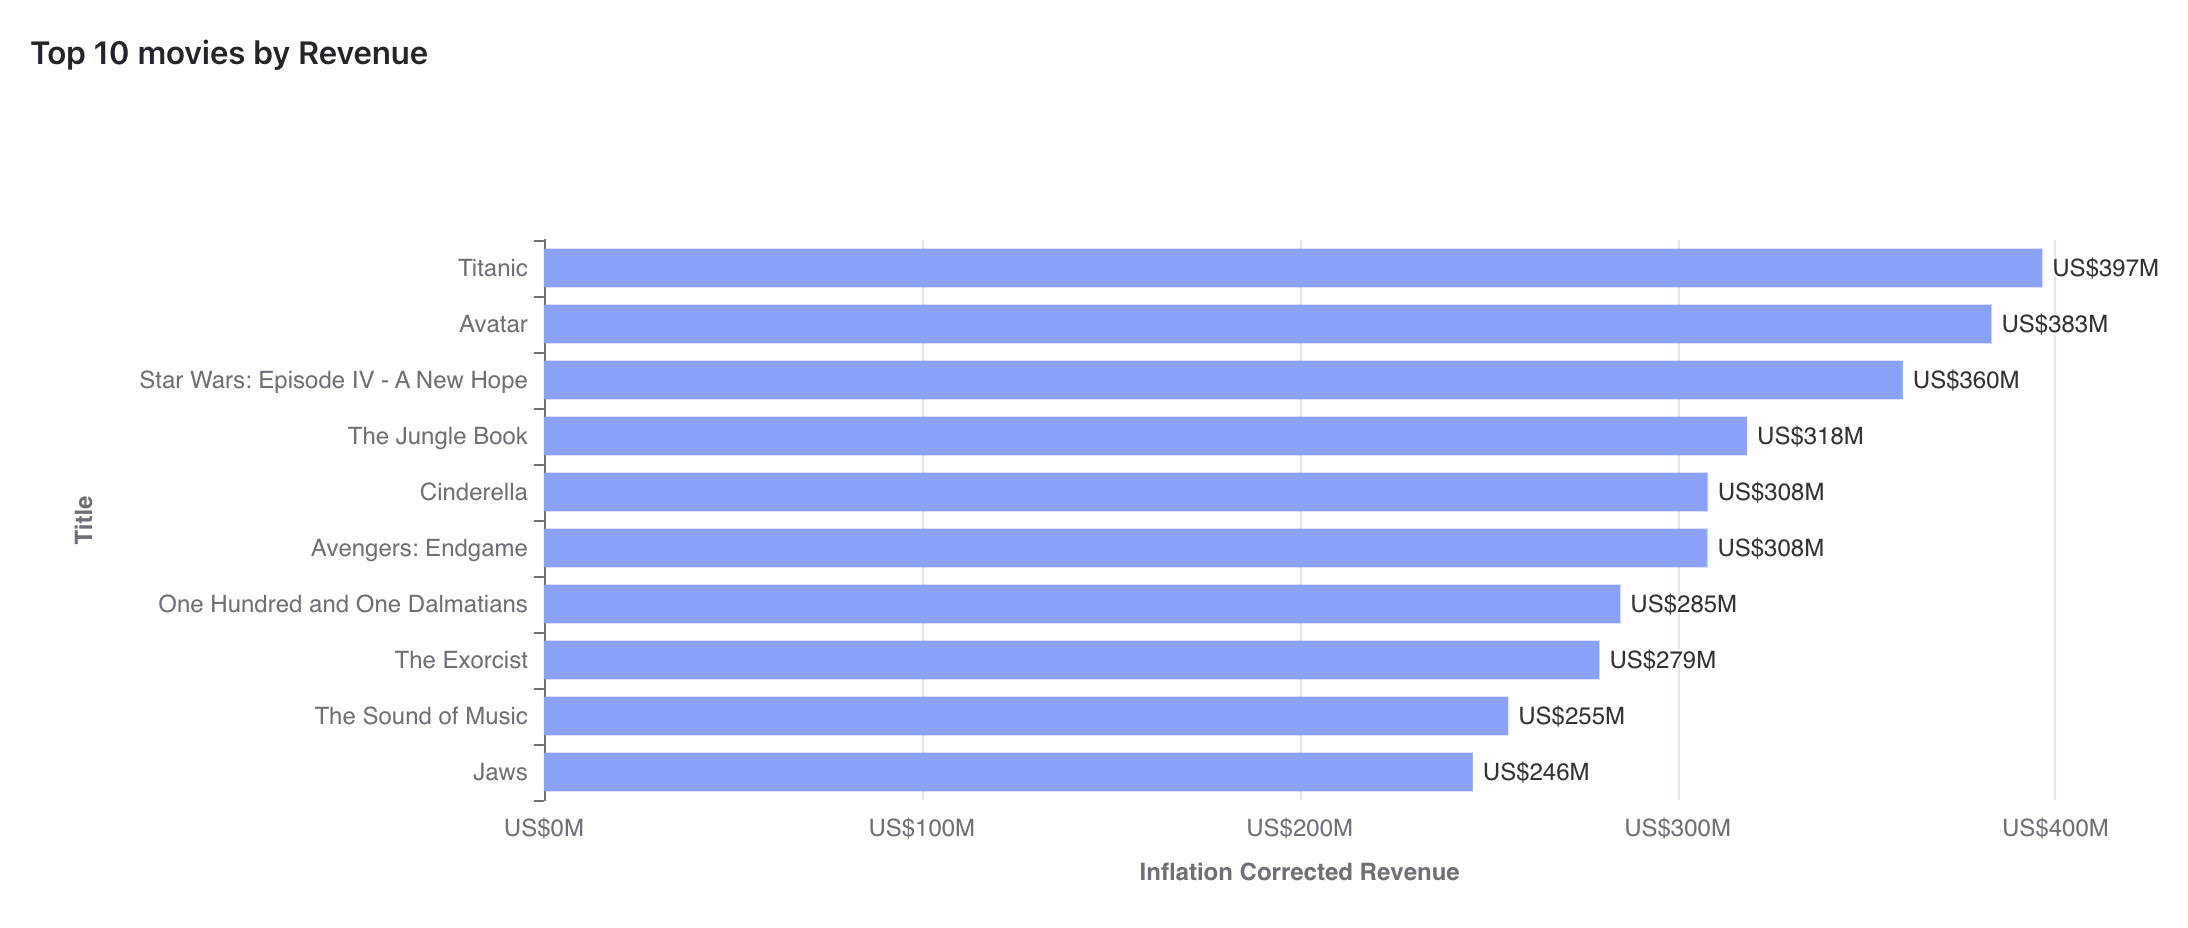 Top 10 movies by Revenue
Titanic US$397M
Avatar US$383M
Star Wars: Episode IV - A New Hope US$360M
The Jungle Book US$318M
Cinderella US$308M
Avengers: Endgame US$308M
One Hundred and One Dalmatians US$285M
The Exorcist US$279M
The Sound of Music US$255M
Jaws US$246M
Title
US$0M US$100M US$200M US$300M US$400M
Inflation Corrected Revenue